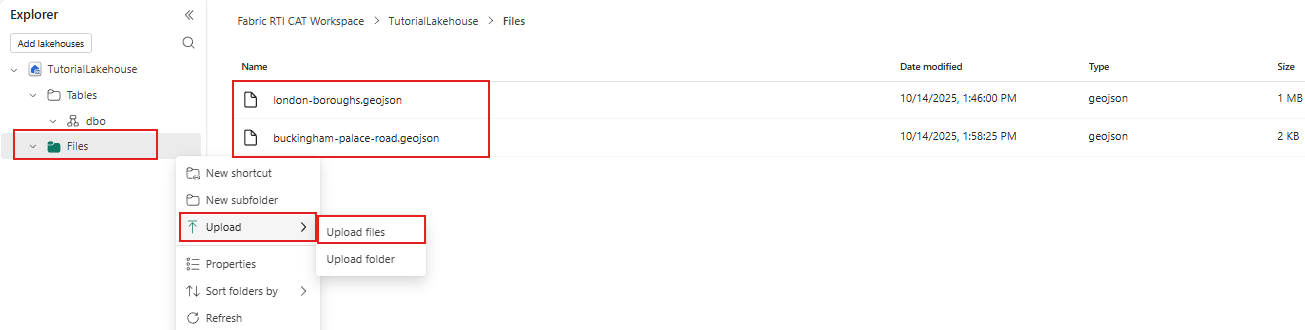 Explorer
Add lakehouses
TutorialLakehouse
Tables
dbo
Files
New shortcut
New subfolder
Upload
Properties
Sort folders by
Refresh
Upload files
Upload folder
Fabric RTI CAT Workspace > TutorialLakehouse > Files
Name Date modified Type Size
london-boroughs.geojson 10/14/2025, 1:46:00 PM geojson 1 MB
buckingham-palace-road.geojson 10/14/2025, 1:58:25 PM geojson 2 KB